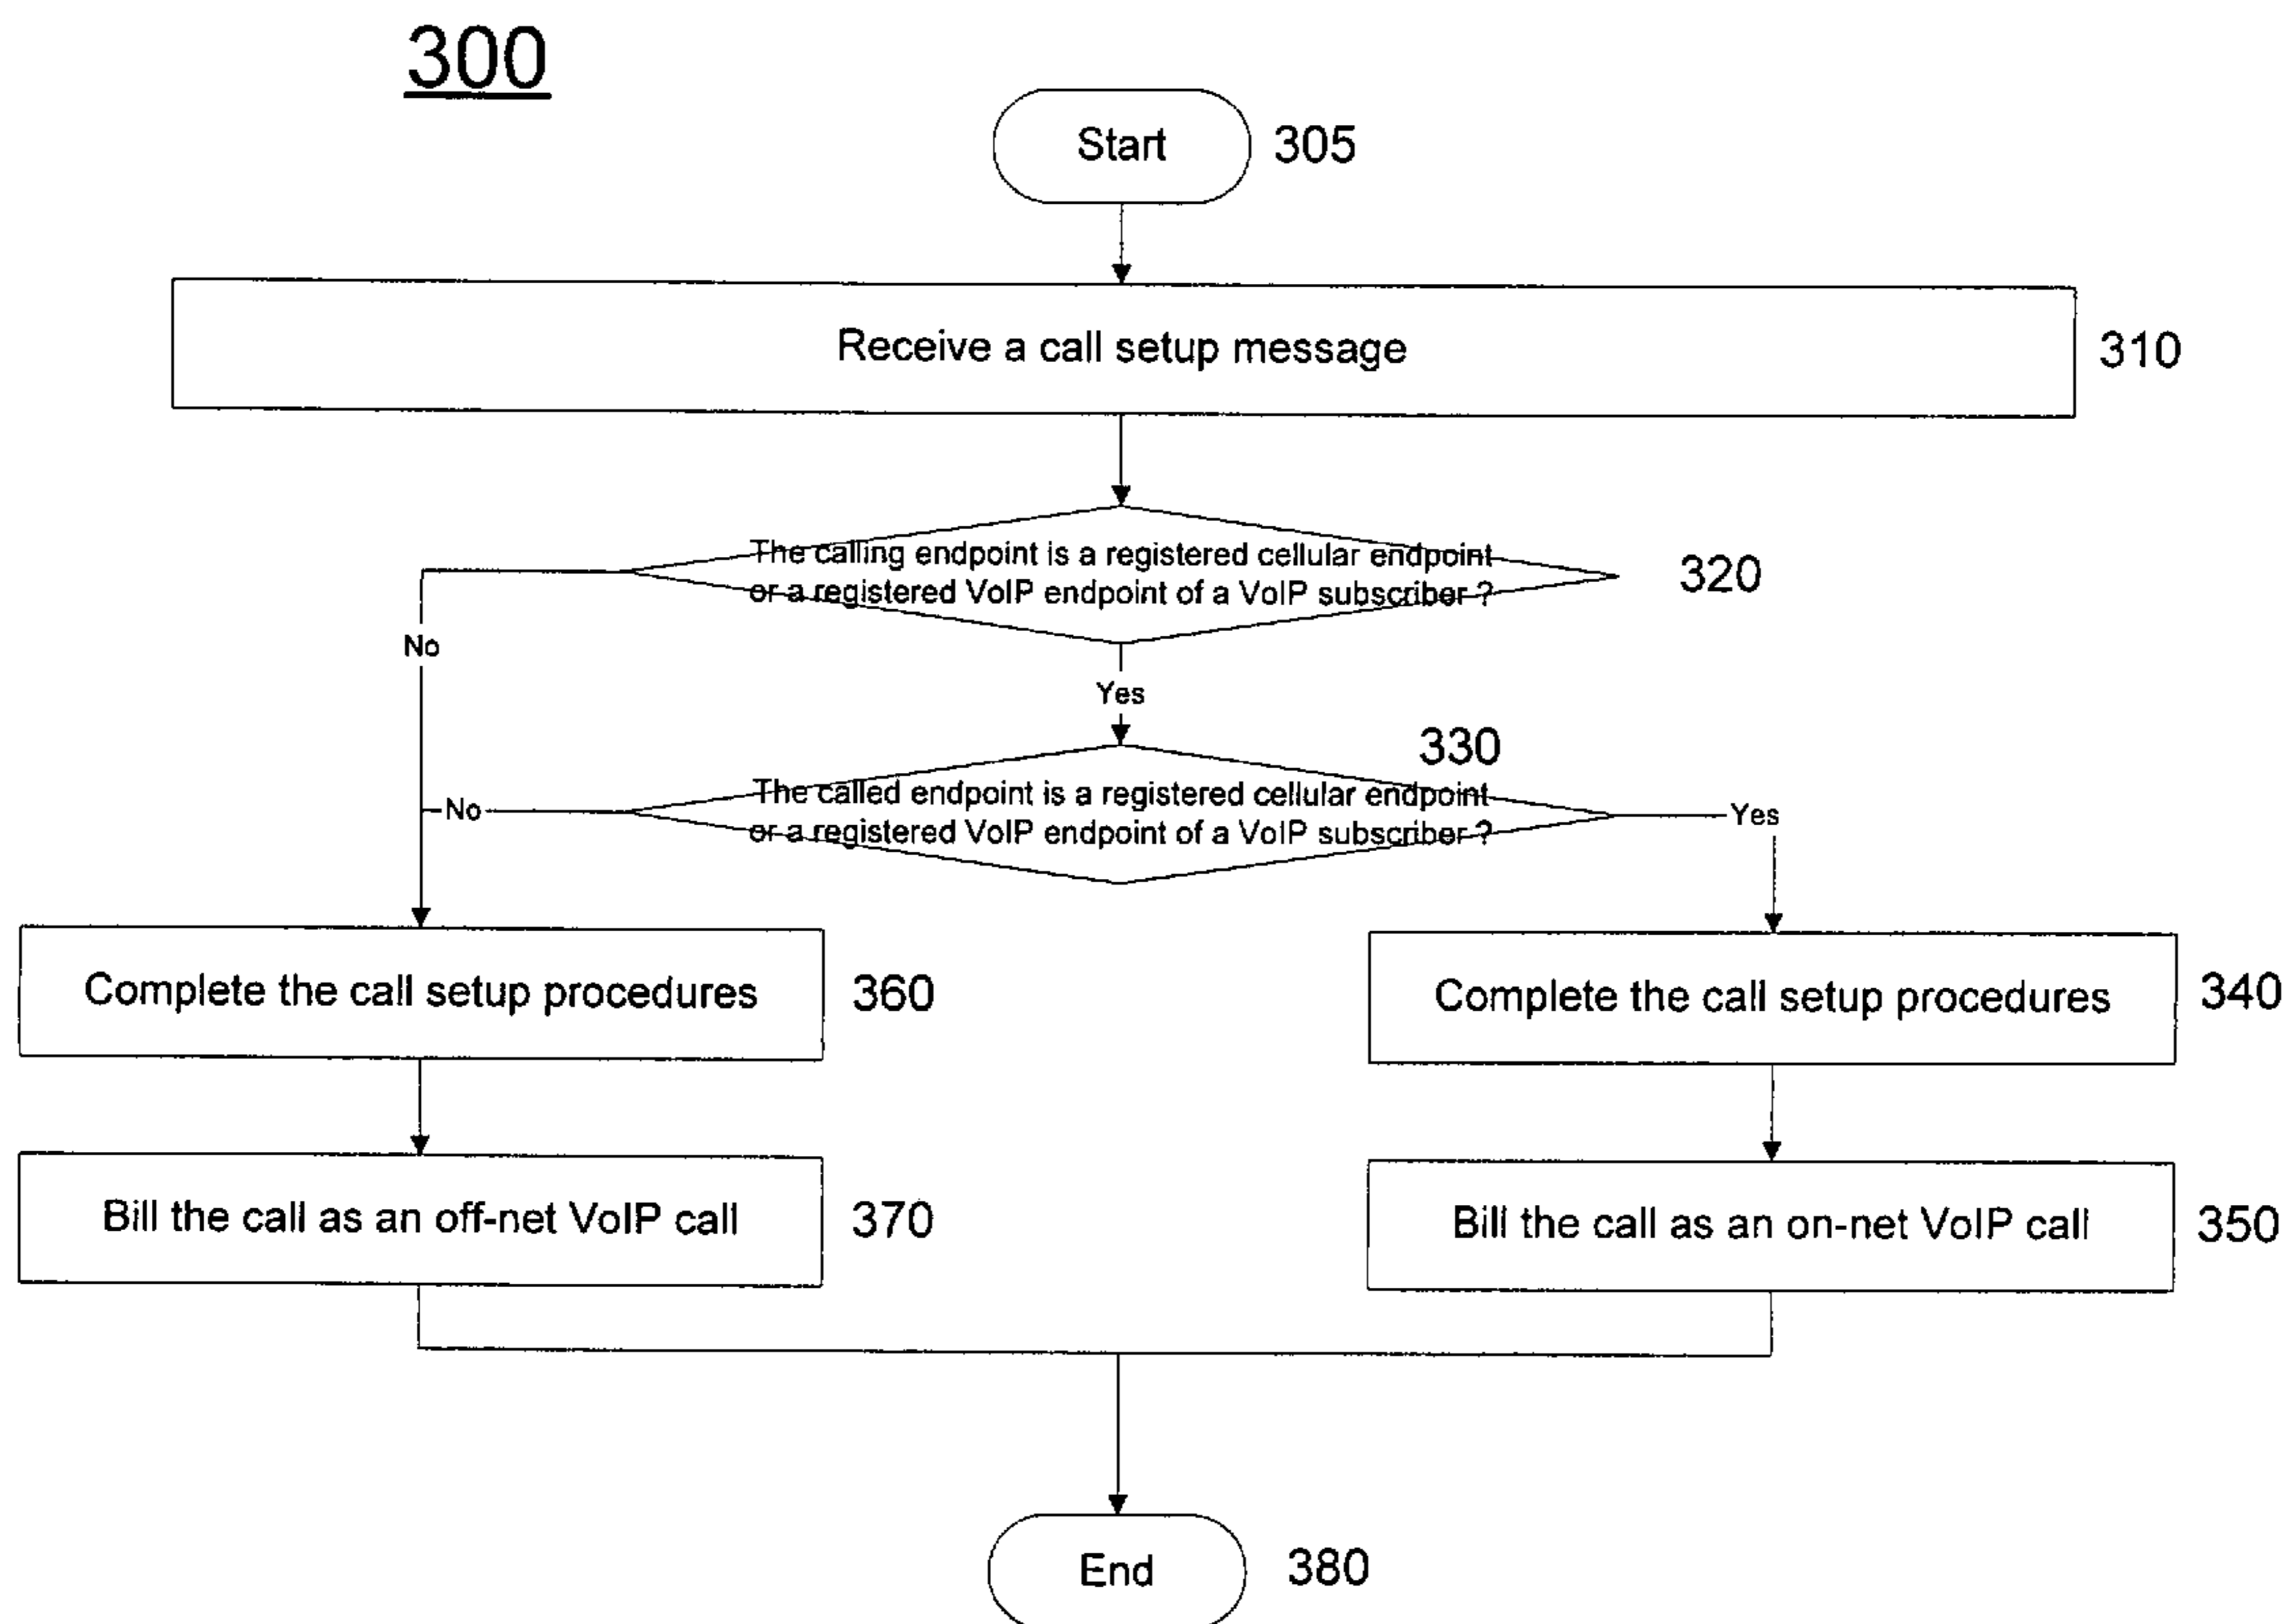 300
Start
305
Receive a call setup message
310
The calling endpoint is a registered cellular endpoint
or a registered VoIP endpoint of a VoIP subscriber ?
320
No
Yes
330
The called endpoint is a registered cellular endpoint
or a registered VoIP endpoint of a VoIP subscriber ?
No
Yes
Complete the call setup procedures
360
Complete the call setup procedures
340
Bill the call as an off-net VoIP call
370
Bill the call as an on-net VoIP call
350
End
380